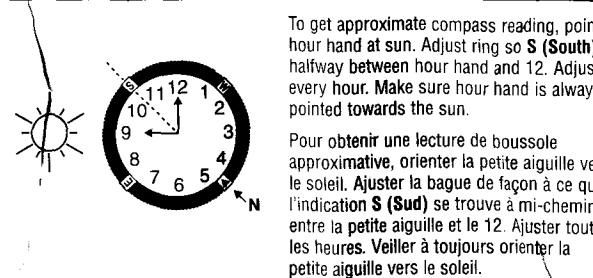 S
W
11 12 1
10 2
9 3
8 4
7 6 5
E
N
To get approximate compass reading, poin
hour hand at sun. Adjust ring so S (South)
halfway between hour hand and 12. Adjus
every hour. Make sure hour hand is alway
pointed towards the sun.
Pour obtenir une lecture de boussole
approximative, orienter la petite aiguille ve
le soleil. Ajuster la bague de façon à ce qu
l'indication S (Sud) se trouve à mi-chemin
entre la petite aiguille et le 12. Ajuster tout
les heures. Veiller à toujours orienter la
petite aiguille vers le soleil.